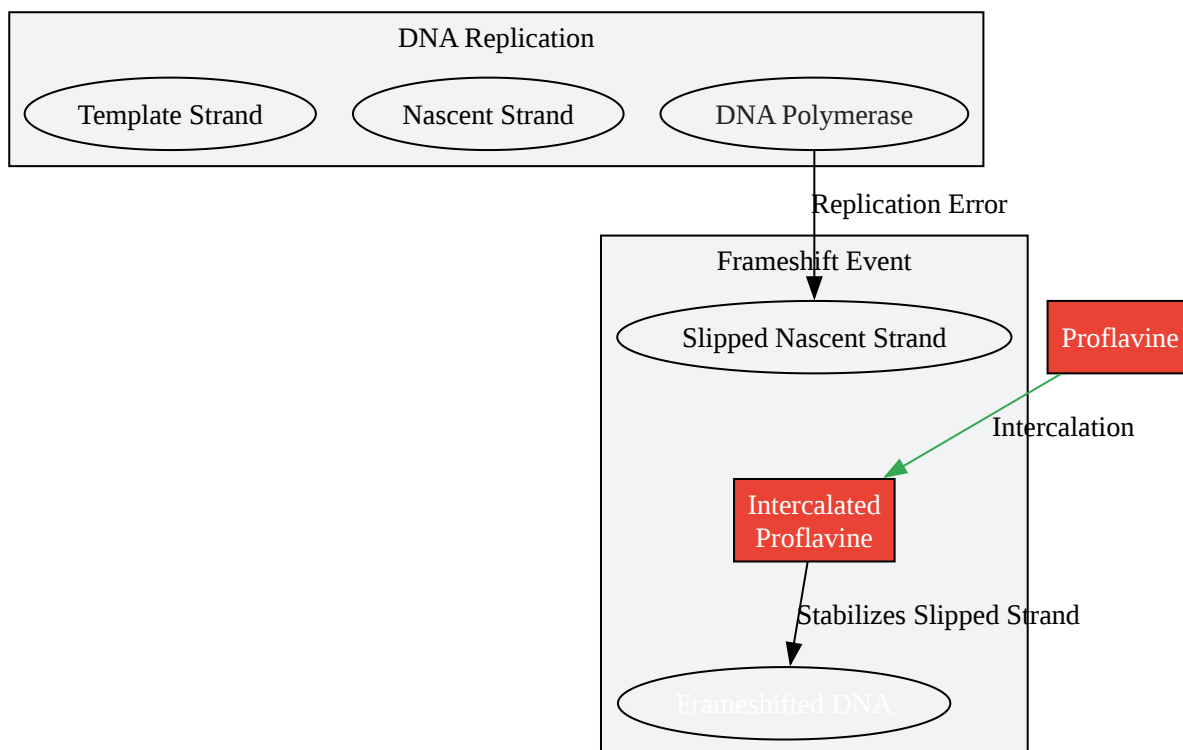 DNA Replication
Template Strand
Nascent Strand
DNA Polymerase
Replication Error
Frameshift Event
Slipped Nascent Strand
Proflavine
Intercalation
Intercalated
Proflavine
Stabilizes Slipped Strand
Frameshifted DNA